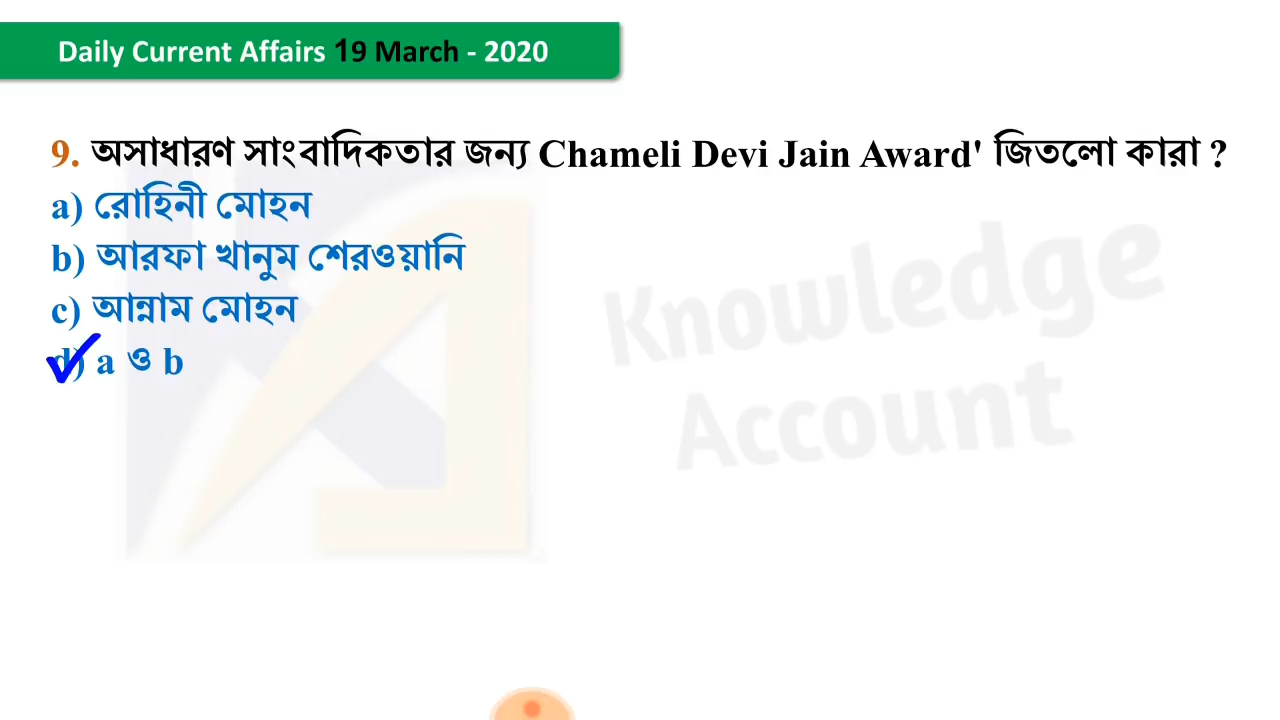 Daily Current Affairs 19 March - 2020
9. অসাধারণ সাংবাদিকতার জন্য Chameli Devi Jain Award' জিতলো কারা ?
a) রোহিনী মোহন
b) আরফা খানুম শেরওয়ানি
c) আন্নাম মোহন
d) a ও b
Knowledge
Account